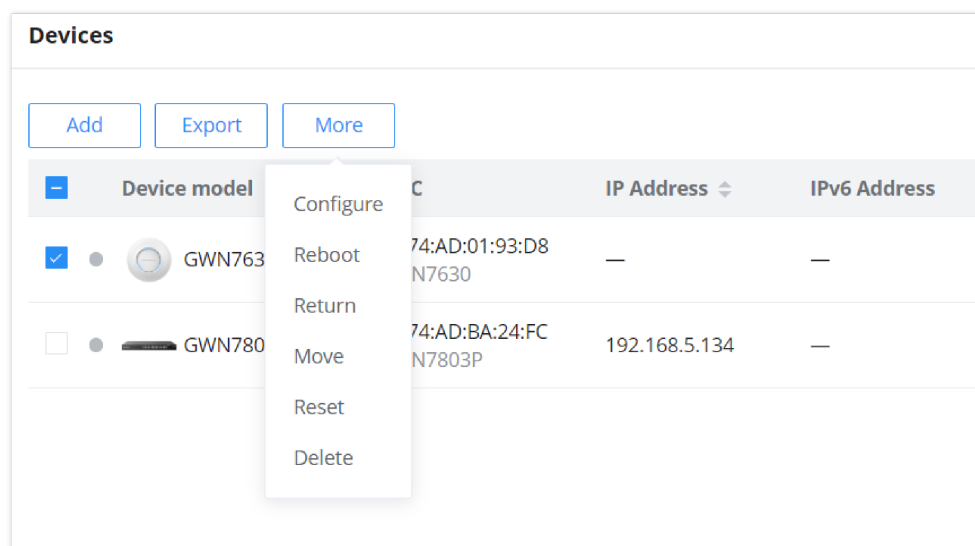 Devices
Add Export More
Device model C IP Address IPv6 Address
Configure
Reboot
Return
Move
Reset
Delete
GWN763 74:AD:01:93:D8 — —
N7630
GWN780 74:AD:BA:24:FC 192.168.5.134 —
N7803P